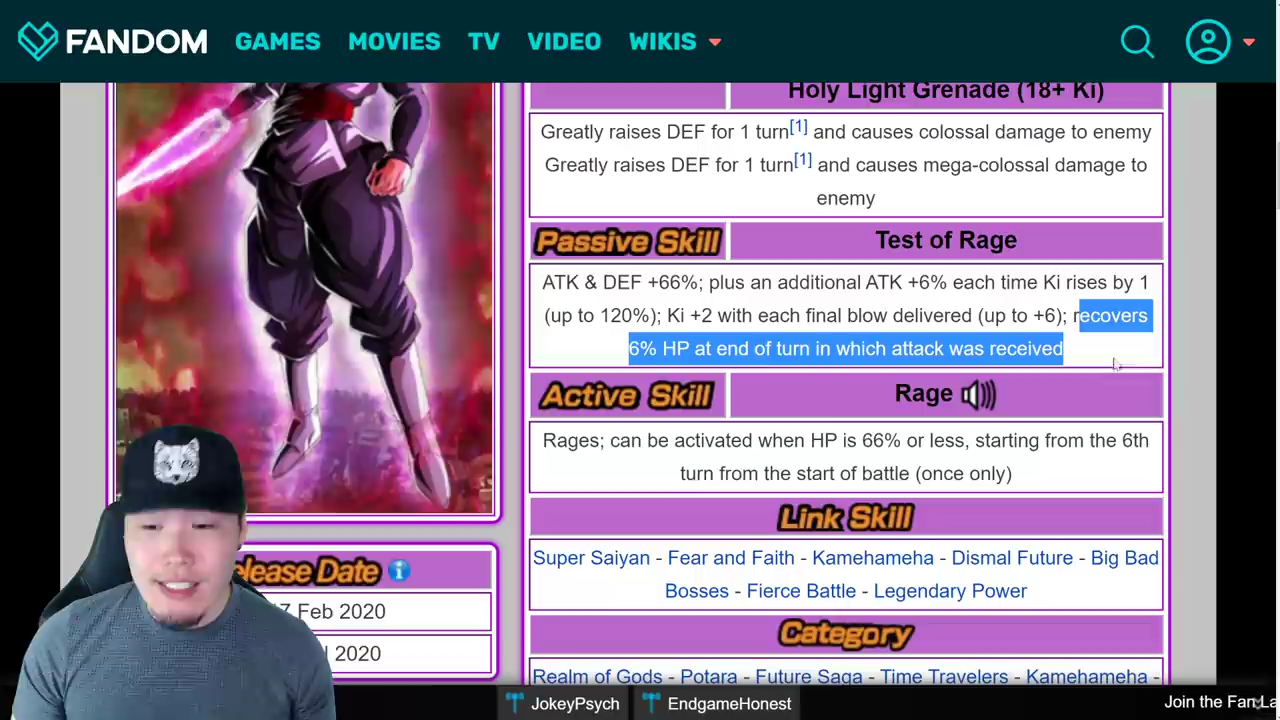 FANDOM GAMES MOVIES TV VIDEO WIKIS
Holy Light Grenade (18+ Ki)
Greatly raises DEF for 1 turn[1] and causes colossal damage to enemy
Greatly raises DEF for 1 turn[1] and causes mega-colossal damage to
enemy
Passive Skill Test of Rage
ATK & DEF +66%; plus an additional ATK +6% each time Ki rises by 1
(up to 120%); Ki +2 with each final blow delivered (up to +6); recovers
6% HP at end of turn in which attack was received
Active Skill Rage
Rages; can be activated when HP is 66% or less, starting from the 6th
turn from the start of battle (once only)
Link Skill
Super Saiyan - Fear and Faith - Kamehameha - Dismal Future - Big Bad
Bosses - Fierce Battle - Legendary Power
Category
Realm of Gods - Potara - Future Saga - Time Travelers - Kamehameha -
elease Date
Feb 2020
2020
JokeyPsych EndgameHonest
Join the Fan La